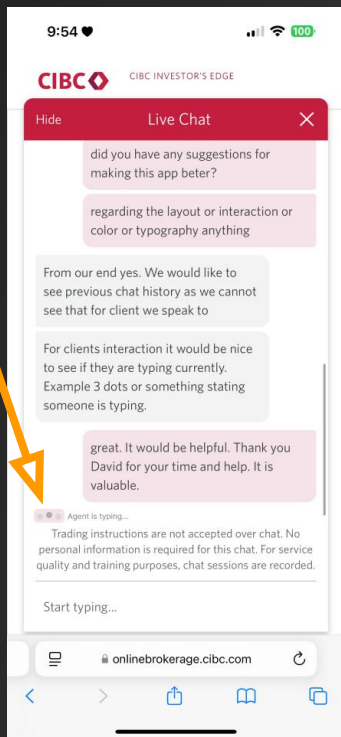 9:54
100
CIBC
CIBC INVESTOR'S EDGE
Hide
Live Chat
did you have any suggestions for
making this app beter?
regarding the layout or interaction or
color or typography anything
From our end yes. We would like to
see previous chat history as we cannot
see that for client we speak to
For clients interaction it would be nice
to see if they are typing currently.
Example 3 dots or something stating
someone is typing.
great. It would be helpful. Thank you
David for your time and help. It is
valuable.
Agent is typing...
Trading instructions are not accepted over chat. No
personal information is required for this chat. For service
quality and training purposes, chat sessions are recorded.
Start typing...
onlinebrokerage.cibc.com